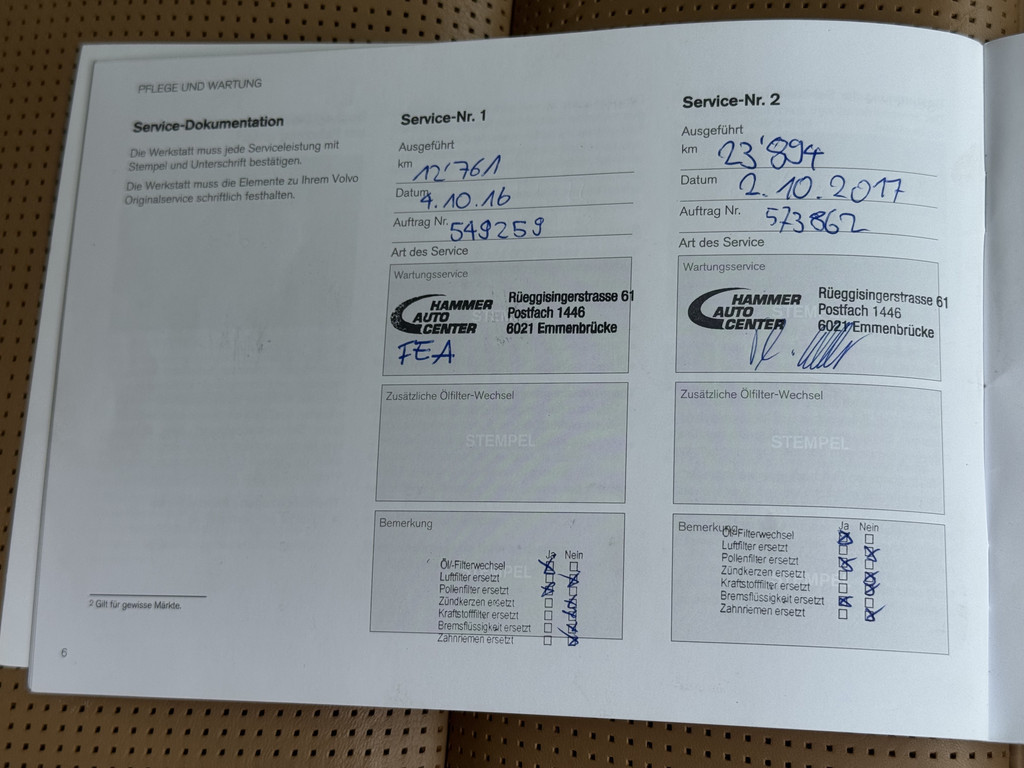 PFLEGE UND WARTUNG
Service-Dokumentation
Die Werkstatt muss jede Serviceleistung mit
Stempel und Unterschrift bestätigen.
Die Werkstatt muss die Elemente zu Ihrem Volvo
Originalservice schriftlich festhalten.
2) Gilt für gewisse Märkte.
6
Service-Nr. 1
Ausgeführt
km 12'761
Datum 4.10.16
Auftrag Nr. 549259
Art des Service
Wartungsservice
HAMMER
AUTO
CENTER
Rüeggisingerstrasse 61
Postfach 1446
6021 Emmenbrücke
FEA
Zusätzliche Ölfilter-Wechsel
STEMPEL
Bemerkung
Ja Nein
Öl-/Filterwechsel
Luftfilter ersetzt
Pollenfilter ersetzt
Zündkerzen ersetzt
Kraftstofffilter ersetzt
Bremsflüssigkeit ersetzt
Zahnriemen ersetzt
Service-Nr. 2
Ausgeführt
km 23'894
Datum 2.10.2017
Auftrag Nr. 573862
Art des Service
Wartungsservice
HAMMER
AUTO
CENTER
Rüeggisingerstrasse 61
Postfach 1446
6021 Emmenbrücke
Zusätzliche Ölfilter-Wechsel
STEMPEL
Bemerkung
Ja Nein
Öl-/Filterwechsel
Luftfilter ersetzt
Pollenfilter ersetzt
Zündkerzen ersetzt
Kraftstofffilter ersetzt
Bremsflüssigkeit ersetzt
Zahnriemen ersetzt